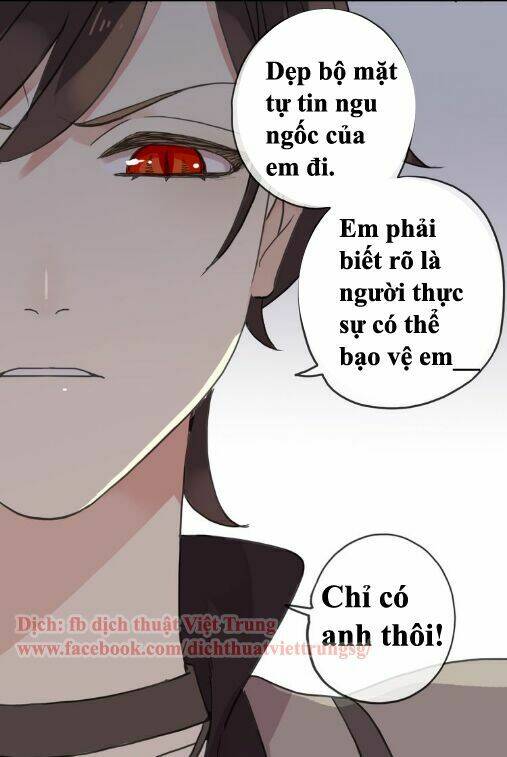 Dẹp bộ mặt
tự tin ngu
ngốc của
em đi.
Em phải
biết rõ là
người thực
sự có thể
bạo vệ em__
Chỉ có
anh thôi!
Dịch: fb dịch thuật Việt Trung
www.facebook.com/dichthuatviettrungsg/